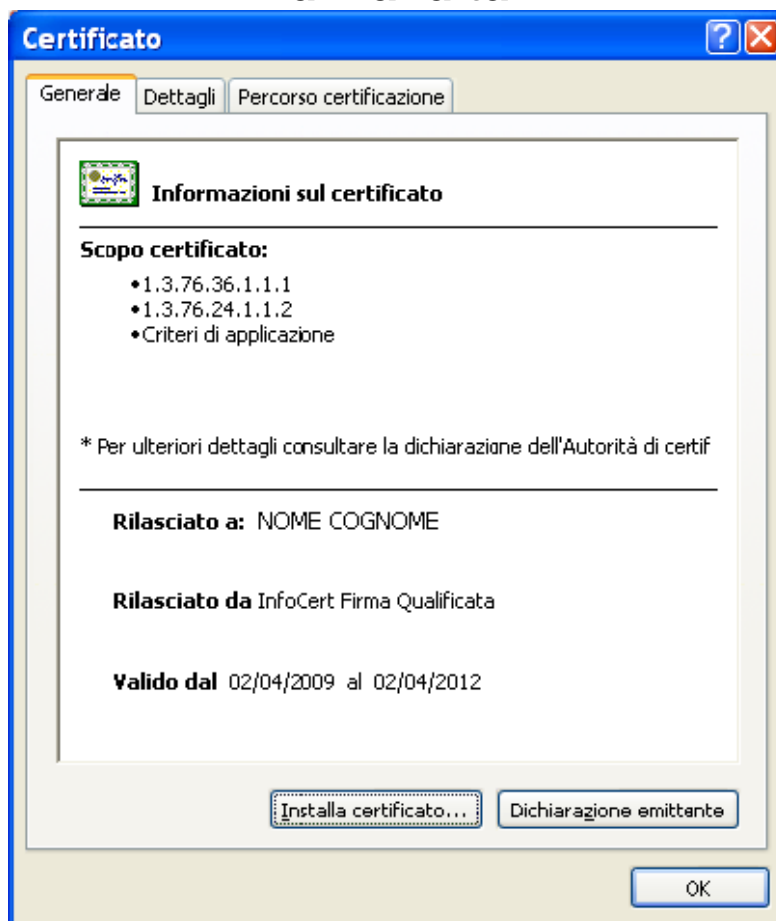 Certificato
Generale Dettagli Percorso certificazione
Informazioni sul certificato
Scopo certificato:
•1.3.76.36.1.1.1
•1.3.76.24.1.1.2
•Criteri di applicazione
* Per ulteriori dettagli consultare la dichiarazione dell'Autorità di certif
Rilasciato a: NOME COGNOME
Rilasciato da InfoCert Firma Qualificata
Valido dal 02/04/2009 al 02/04/2012
Installa certificato... Dichiarazione emittente
OK